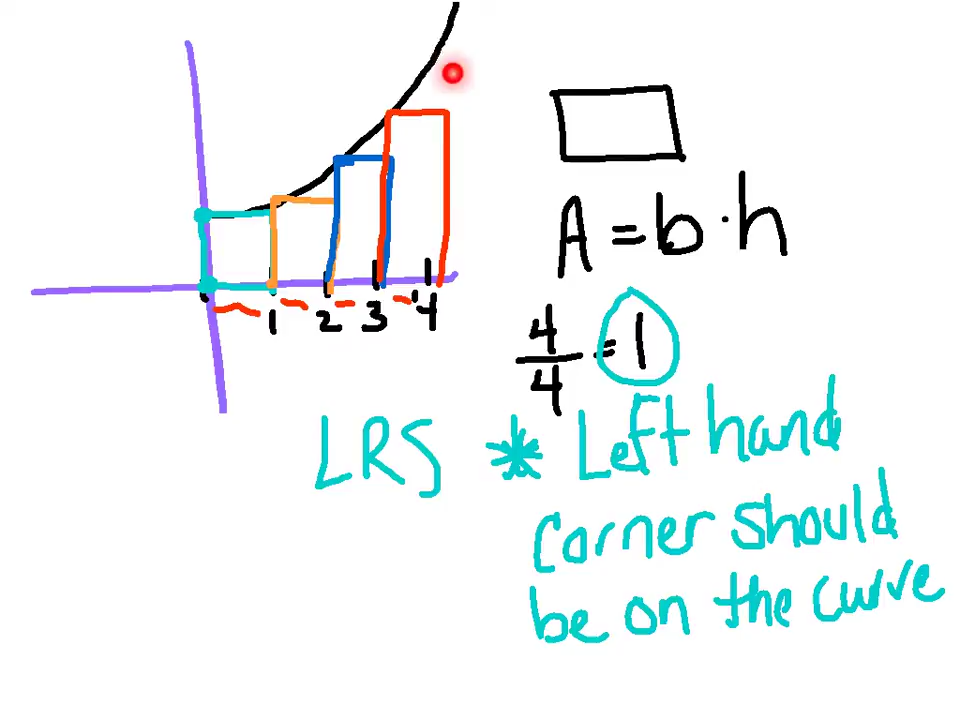 A = b · h
1 2 3 4
4/4 = 1
LRS * Left hand
corner should
be on the curve